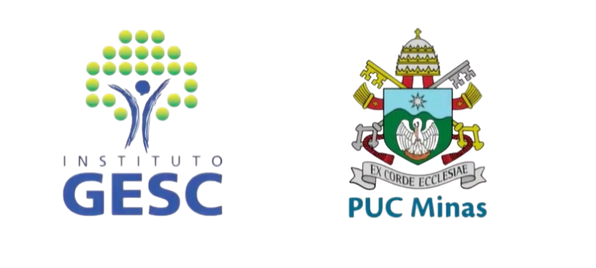 INSTITUTO
GESC
EX CORDE ECCLESIAE
PUC Minas